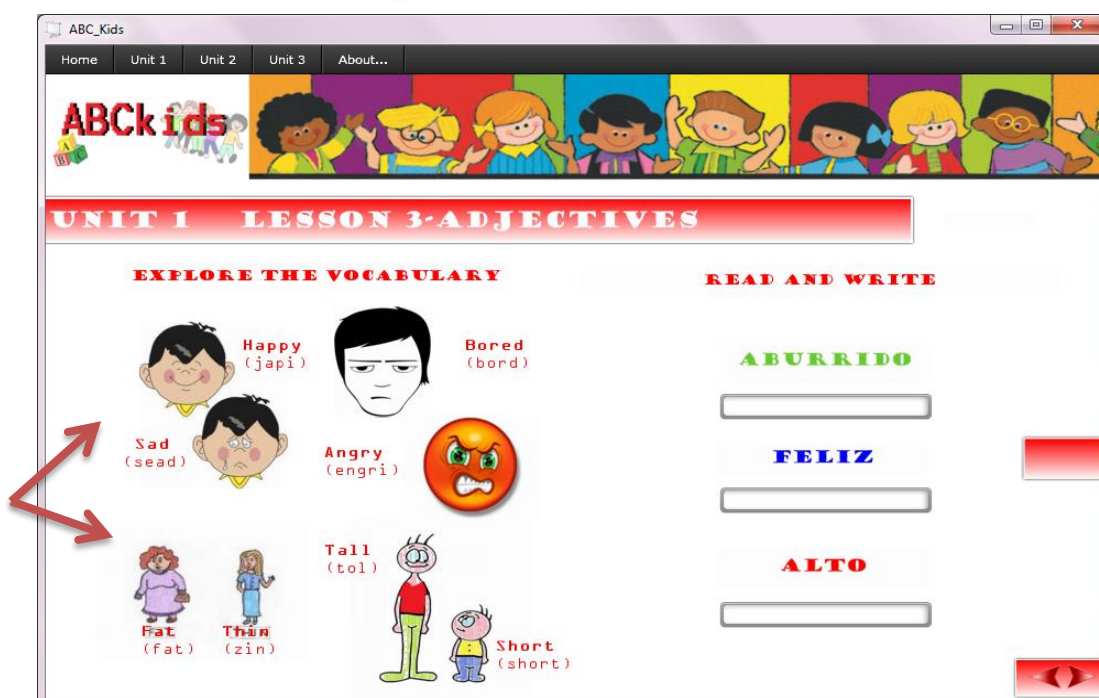 ABC_Kids
Home Unit 1 Unit 2 Unit 3 About...
ABCkids
A
B C
UNIT 1 LESSON 3-ADJECTIVES
EXPLORE THE VOCABULARY
Happy
(japi)
Bored
(bord)
Sad
(sead)
Angry
(engri)
Fat
(fat)
Thin
(zin)
Tall
(tol)
Short
(short)
READ AND WRITE
ABURRIDO
FELIZ
ALTO